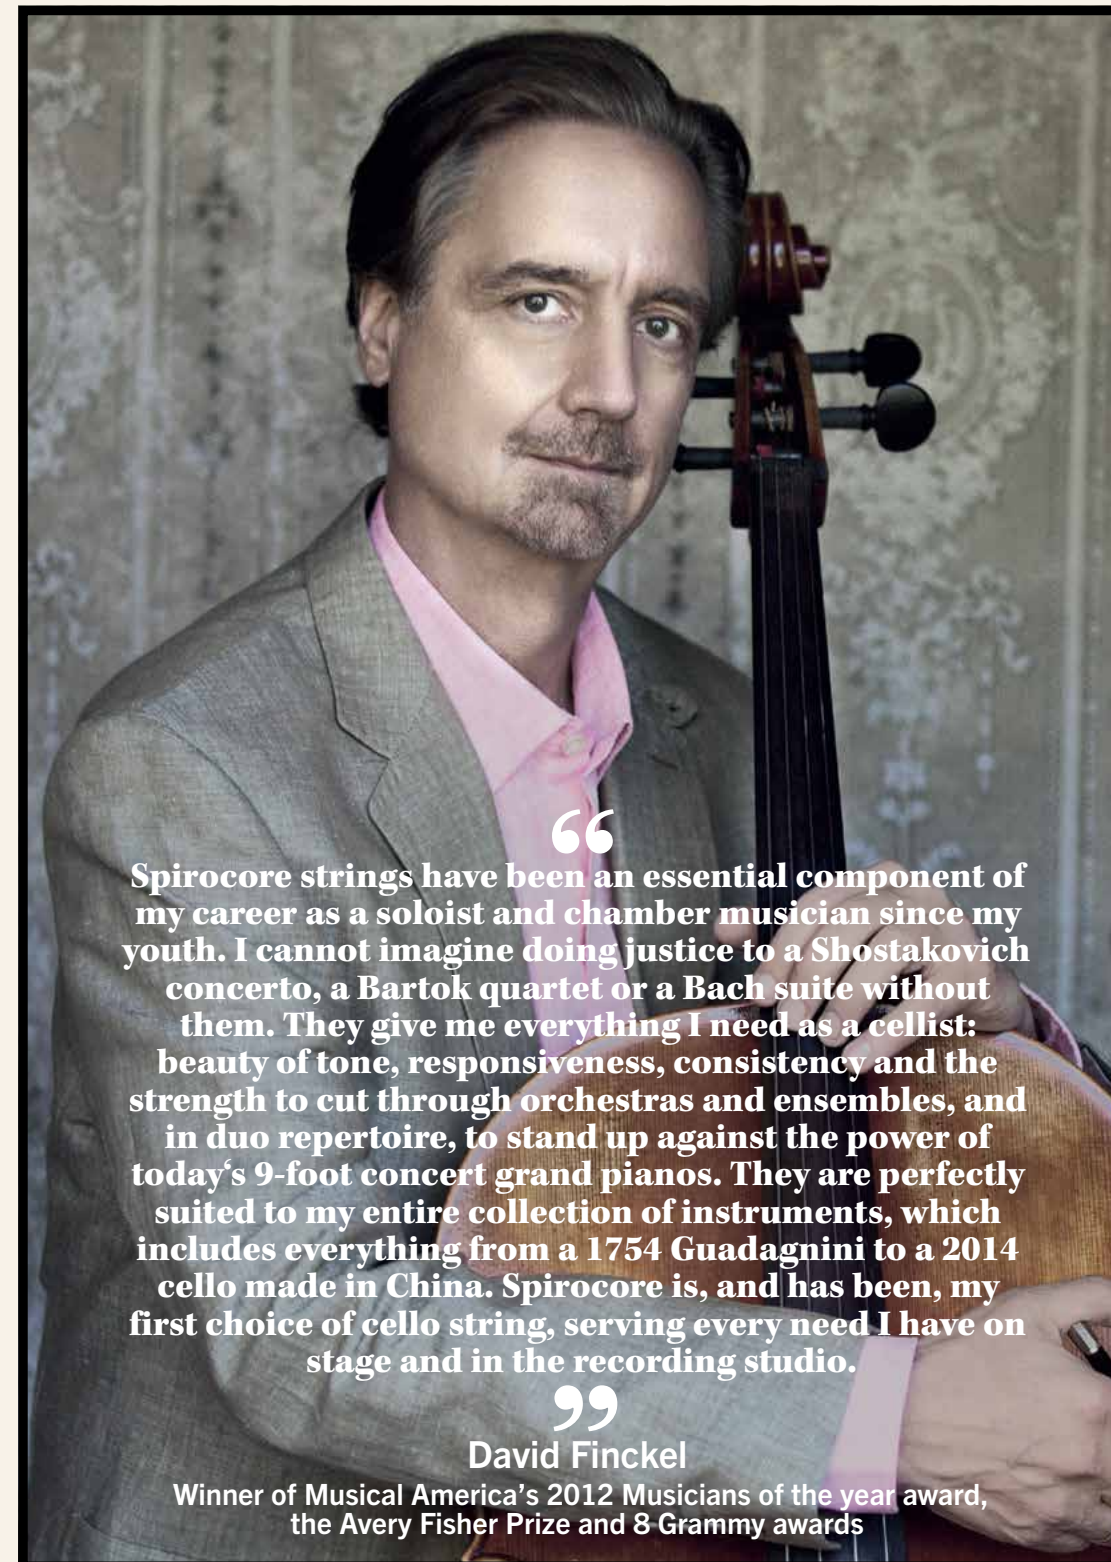 “
Spirocore strings have been an essential component of
my career as a soloist and chamber musician since my
youth. I cannot imagine doing justice to a Shostakovich
concerto, a Bartok quartet or a Bach suite without
them. They give me everything I need as a cellist:
beauty of tone, responsiveness, consistency and the
strength to cut through orchestras and ensembles, and
in duo repertoire, to stand up against the power of
today‘s 9-foot concert grand pianos. They are perfectly
suited to my entire collection of instruments, which
includes everything from a 1754 Guadagnini to a 2014
cello made in China. Spirocore is, and has been, my
first choice of cello string, serving every need I have on
stage and in the recording studio.
”
David Finckel
Winner of Musical America’s 2012 Musicians of the year award,
the Avery Fisher Prize and 8 Grammy awards